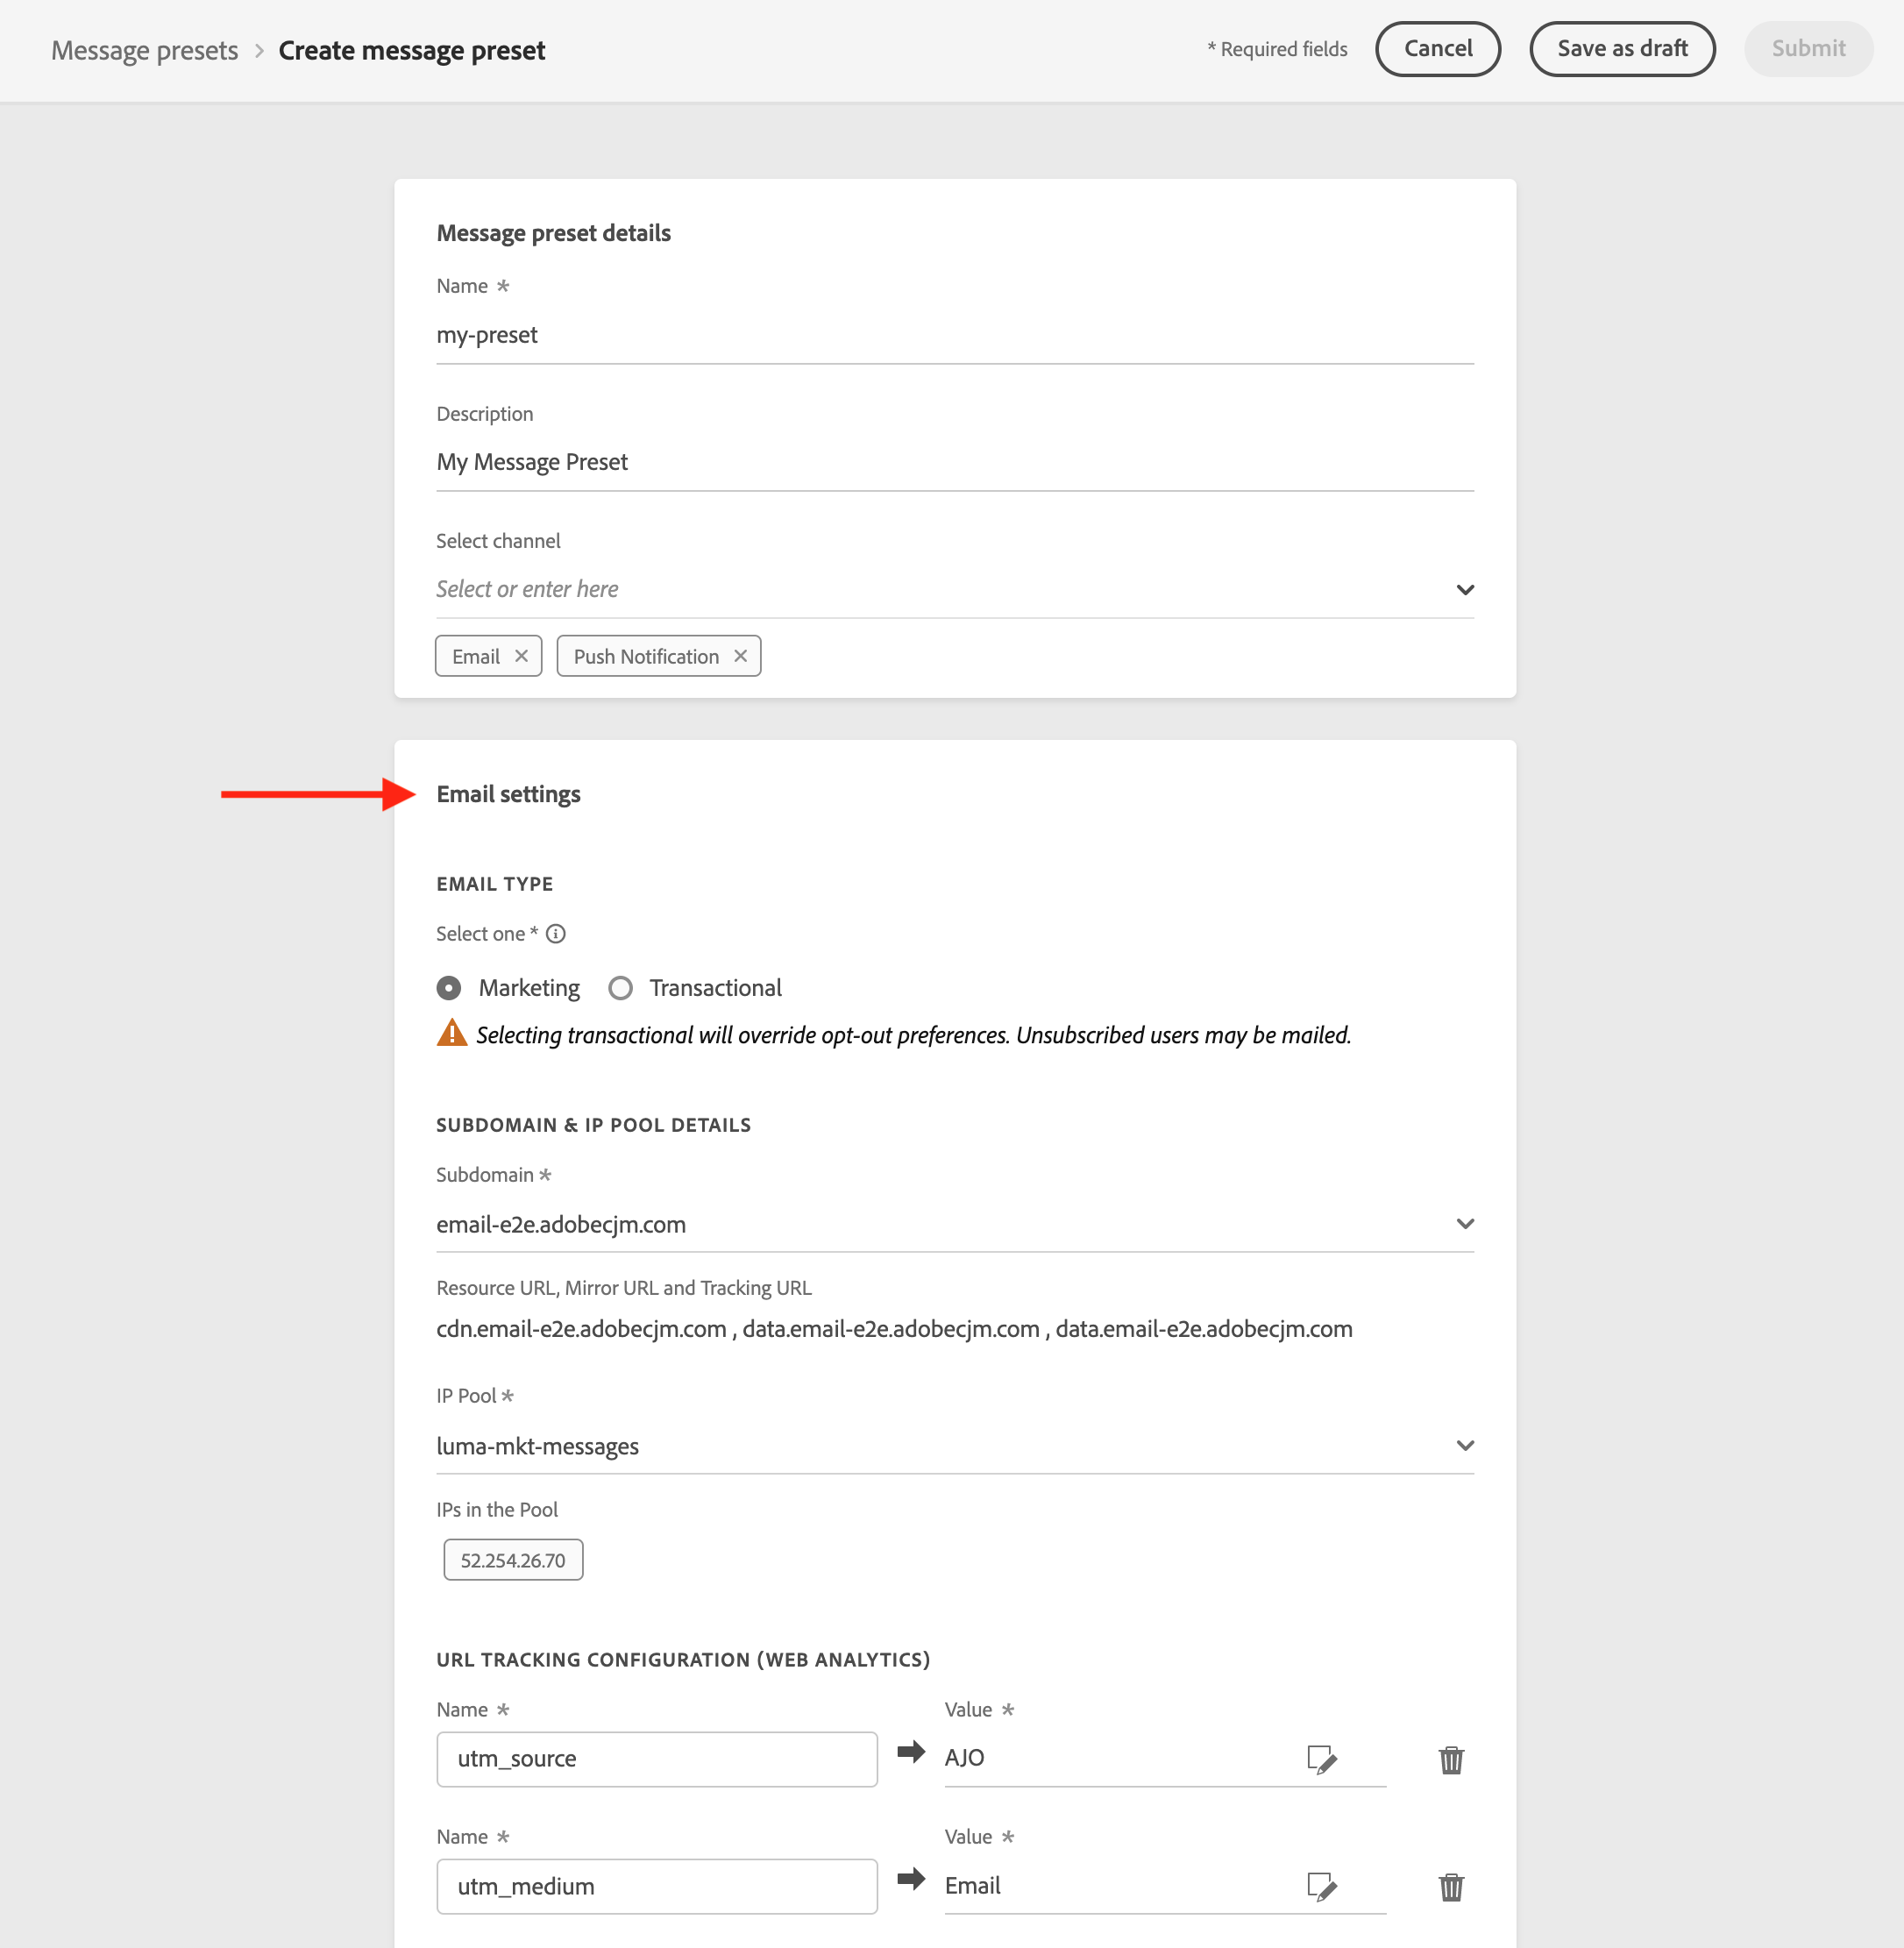 Message presets > Create message preset
* Required fields
Cancel
Save as draft
Submit
Message preset details
Name *
my-preset
Description
My Message Preset
Select channel
Select or enter here
Email ✕ Push Notification ✕
Email settings
EMAIL TYPE
Select one *
Marketing Transactional
Selecting transactional will override opt-out preferences. Unsubscribed users may be mailed.
SUBDOMAIN & IP POOL DETAILS
Subdomain *
email-e2e.adobecjm.com
Resource URL, Mirror URL and Tracking URL
cdn.email-e2e.adobecjm.com , data.email-e2e.adobecjm.com , data.email-e2e.adobecjm.com
IP Pool *
luma-mkt-messages
IPs in the Pool
52.254.26.70
URL TRACKING CONFIGURATION (WEB ANALYTICS)
Name * Value *
utm_source AJO
Name * Value *
utm_medium Email